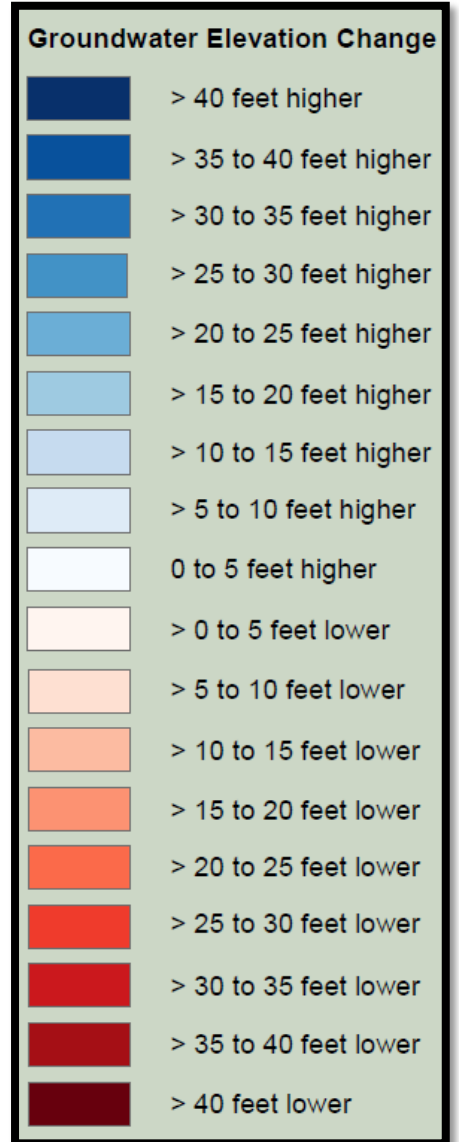 Groundwater Elevation Change
> 40 feet higher
> 35 to 40 feet higher
> 30 to 35 feet higher
> 25 to 30 feet higher
> 20 to 25 feet higher
> 15 to 20 feet higher
> 10 to 15 feet higher
> 5 to 10 feet higher
0 to 5 feet higher
> 0 to 5 feet lower
> 5 to 10 feet lower
> 10 to 15 feet lower
> 15 to 20 feet lower
> 20 to 25 feet lower
> 25 to 30 feet lower
> 30 to 35 feet lower
> 35 to 40 feet lower
> 40 feet lower